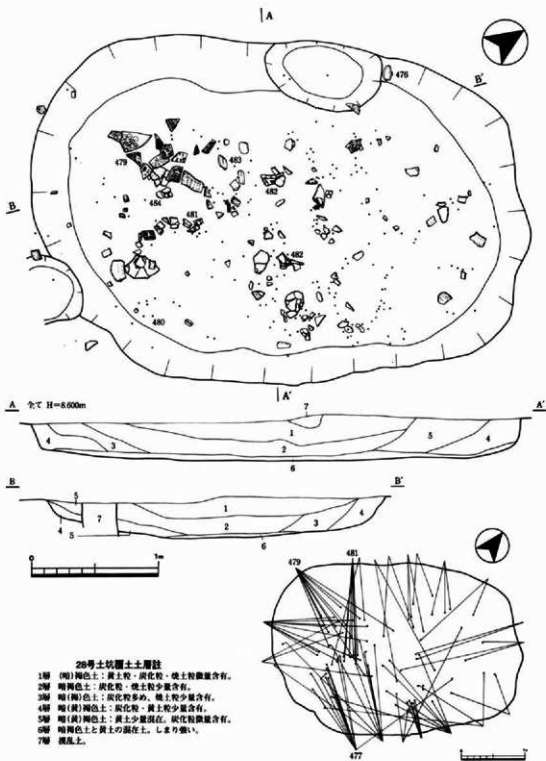 A
476
B'
479
483
482
484
481
B
482
480
A'
A 全て H=8.600m A'
7
1
4 3 2 5 4
6
B B'
5
7 1 4
4 2 3
5 6
0 1m
479 481
477
0 1m
28号土坑覆土土層註
1層 (暗)褐色土:黄土粒・炭化粒・焼土粒微量含有。
2層 暗褐色土:炭化粒・焼土粒少量含有。
3層 暗(褐)色土:炭化粒多め、焼土粒少量含有。
4層 暗(黄)褐色土:炭化粒・黄土粒少量含有。
5層 暗(黄)褐色土:黄土少量混在。炭化粒微量含有。
6層 暗褐色土と黄土の混在土。しまり強い。
7層 撹乱土。